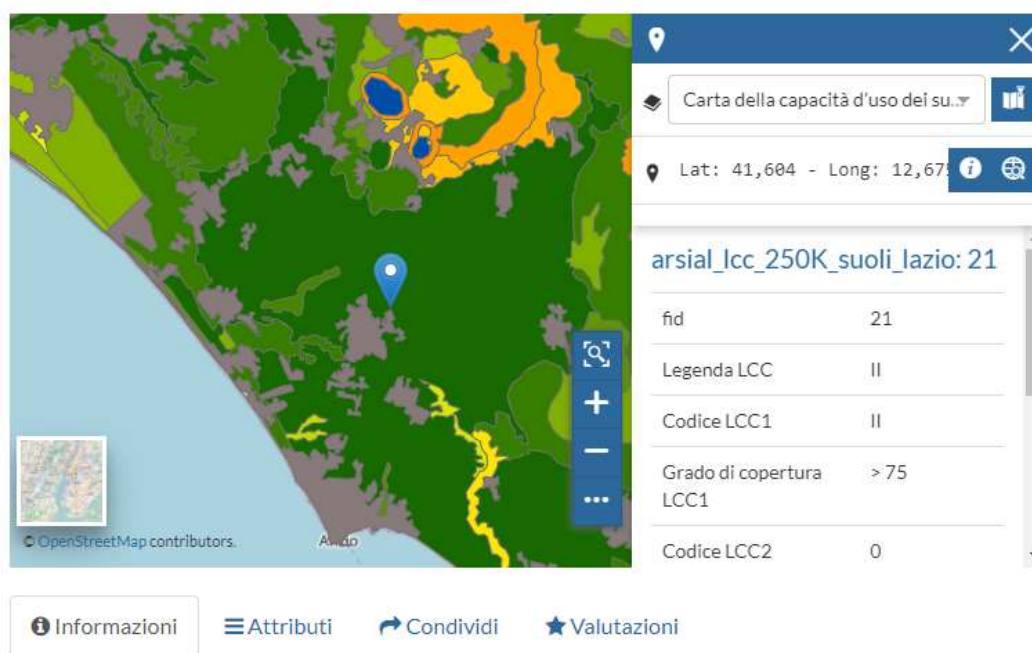 Carta della capacità d'uso dei su...
Lat: 41,604 - Long: 12,675
arsial_lcc_250K_suoli_lazio: 21
fid 21
Legenda LCC II
Codice LCC1 II
Grado di copertura > 75
LCC1
Codice LCC2 0
© OpenStreetMap contributors.
Informazioni Attributi Condividi Valutazioni